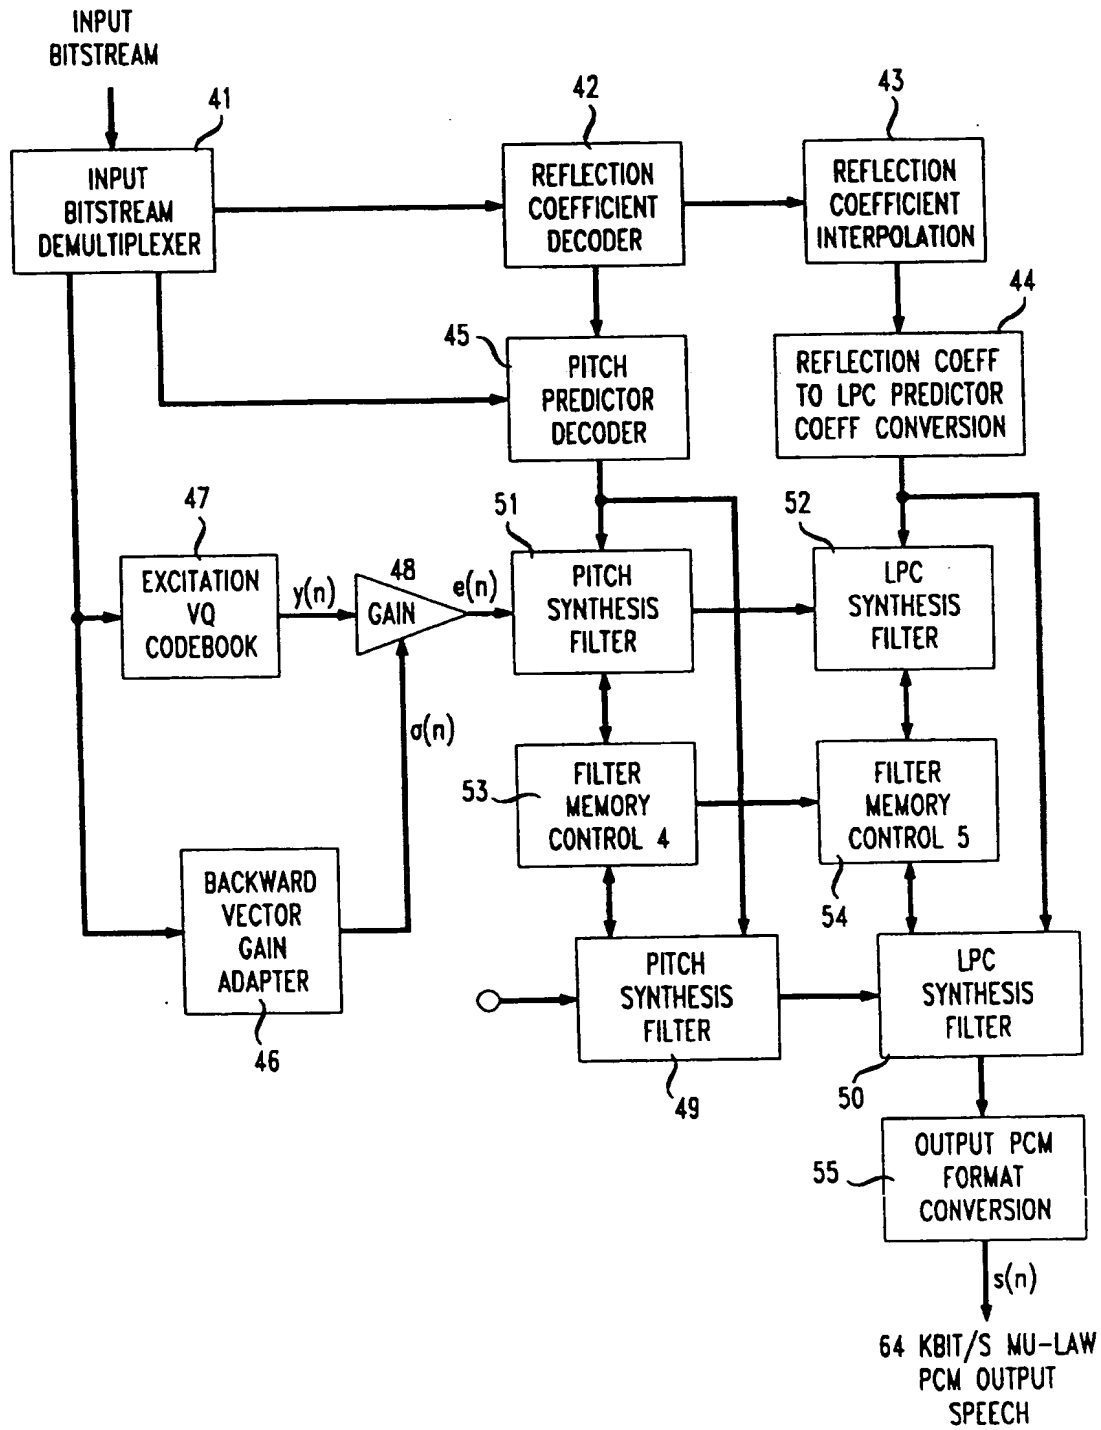 INPUT
BITSTREAM
41
INPUT
BITSTREAM
DEMULTIPLEXER
42
REFLECTION
COEFFICIENT
DECODER
43
REFLECTION
COEFFICIENT
INTERPOLATION
44
REFLECTION COEFF
TO LPC PREDICTOR
COEFF CONVERSION
45
PITCH
PREDICTOR
DECODER
47
EXCITATION
VQ
CODEBOOK
y(n)
48
GAIN
e(n)
51
PITCH
SYNTHESIS
FILTER
52
LPC
SYNTHESIS
FILTER
σ(n)
53
FILTER
MEMORY
CONTROL 4
FILTER
MEMORY
CONTROL 5
54
BACKWARD
VECTOR
GAIN
ADAPTER
46
PITCH
SYNTHESIS
FILTER
49
LPC
SYNTHESIS
FILTER
50
55
OUTPUT PCM
FORMAT
CONVERSION
s(n)
64 KBIT/S MU-LAW
PCM OUTPUT
SPEECH